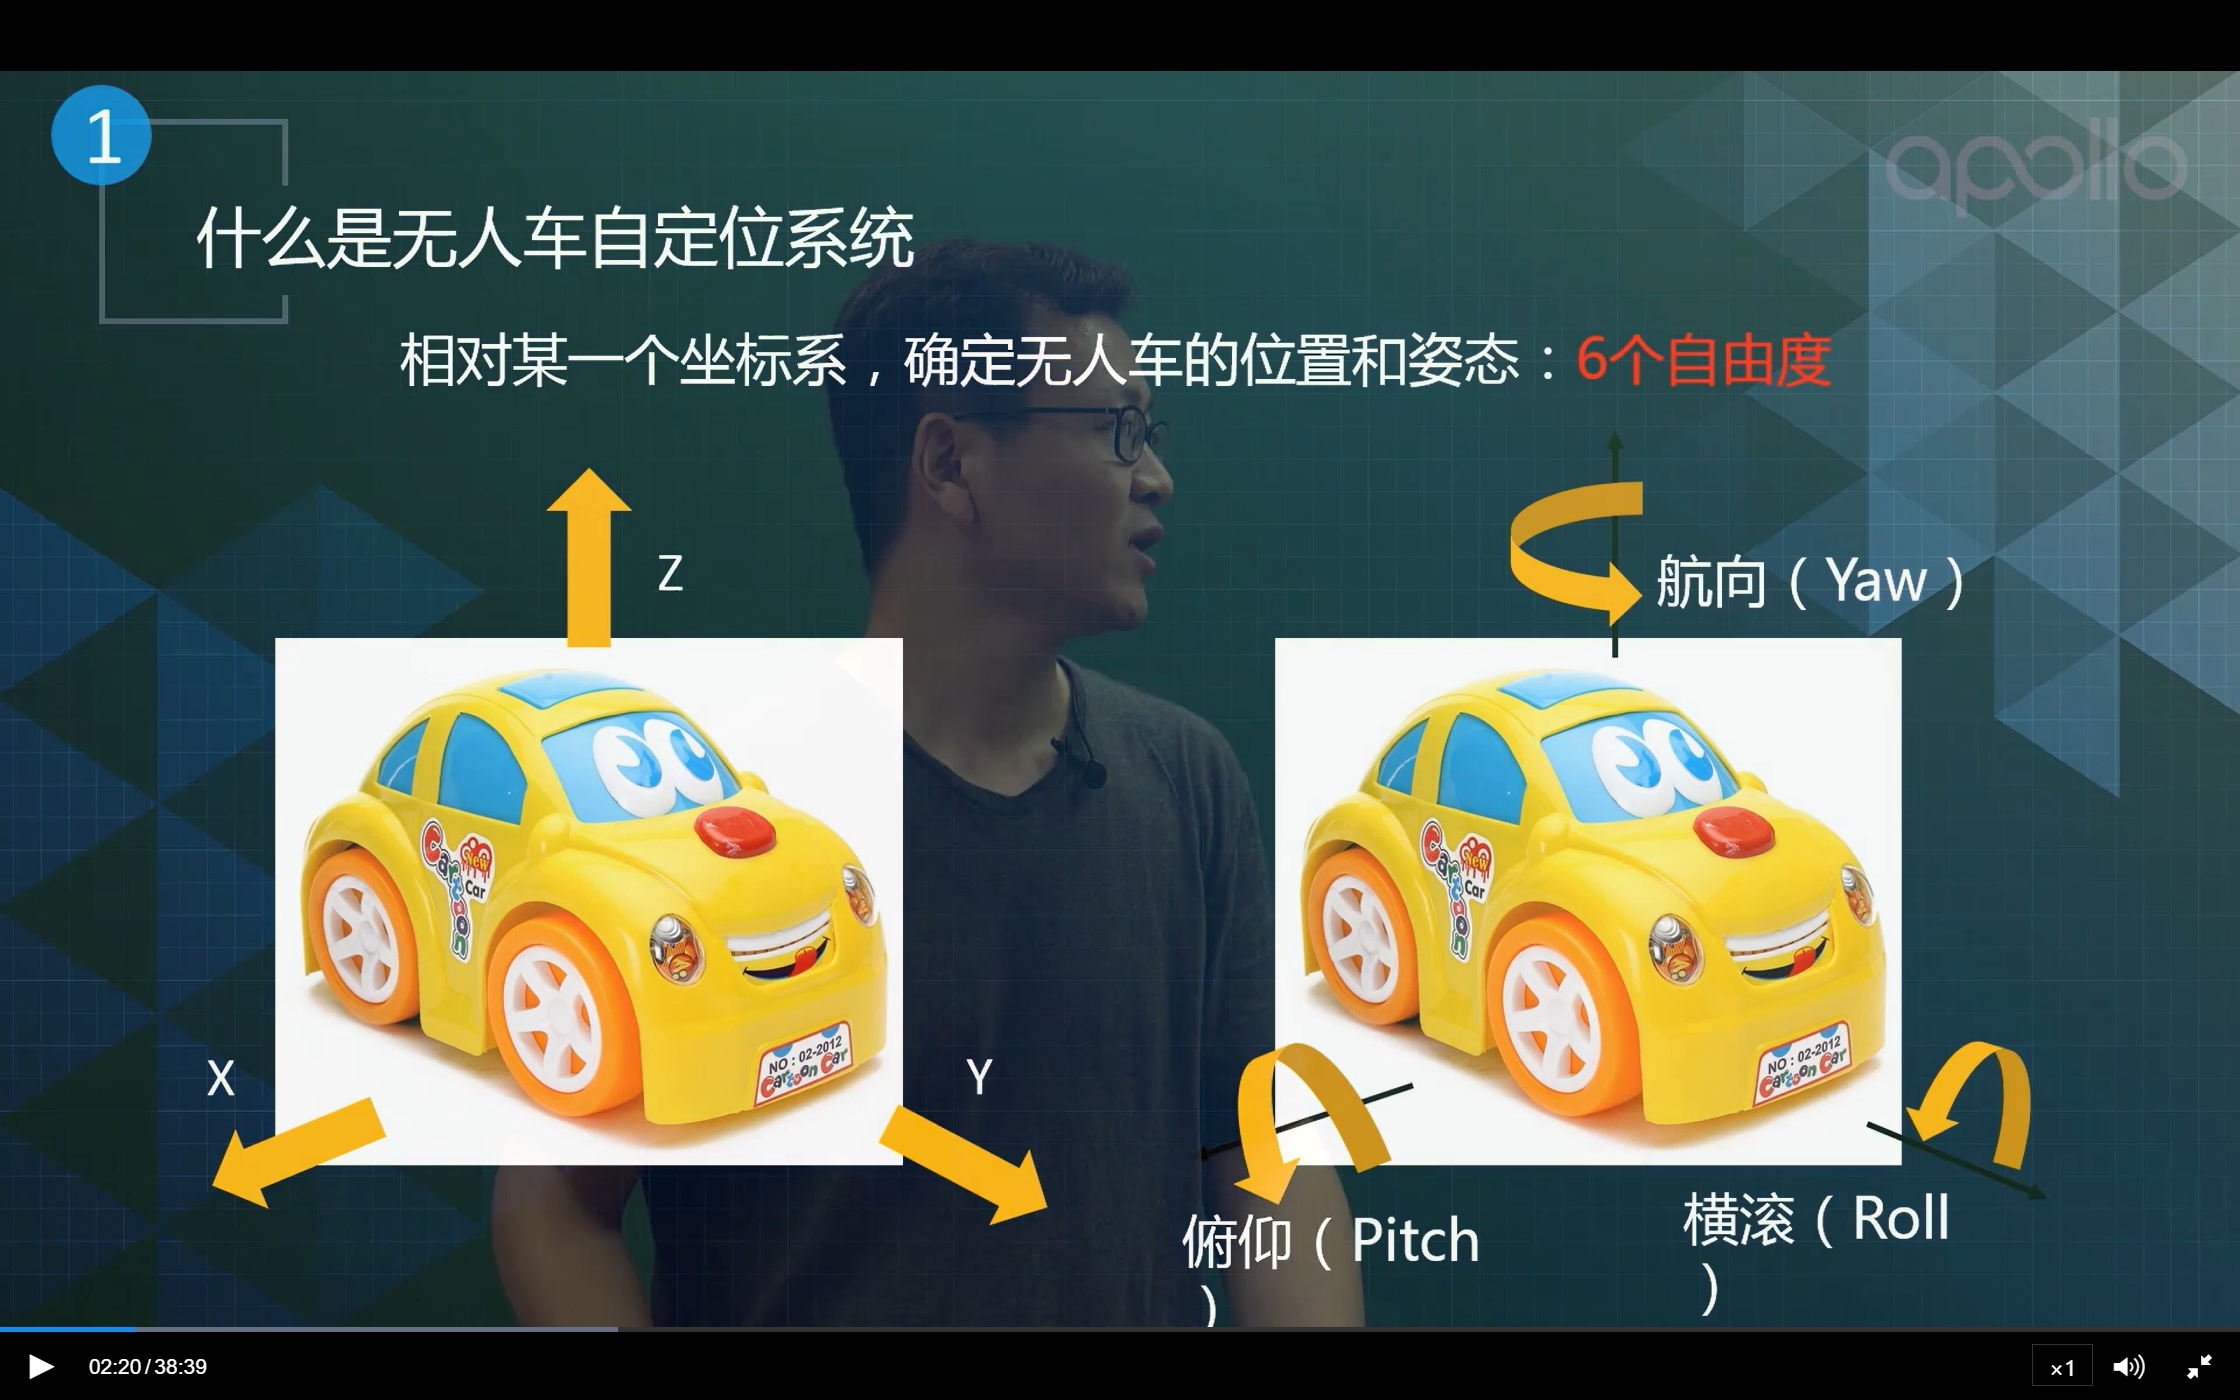 1
apollo
什么是无人车自定位系统
相对某一个坐标系，确定无人车的位置和姿态：6个自由度
Z
航向（Yaw）
New
Cartoon
Car
New
Cartoon
Car
NO：02-2012
Cartoon Car
NO：02-2012
Cartoon Car
X
Y
俯仰（Pitch
）
横滚（Roll
）
02:20/38:39
×1